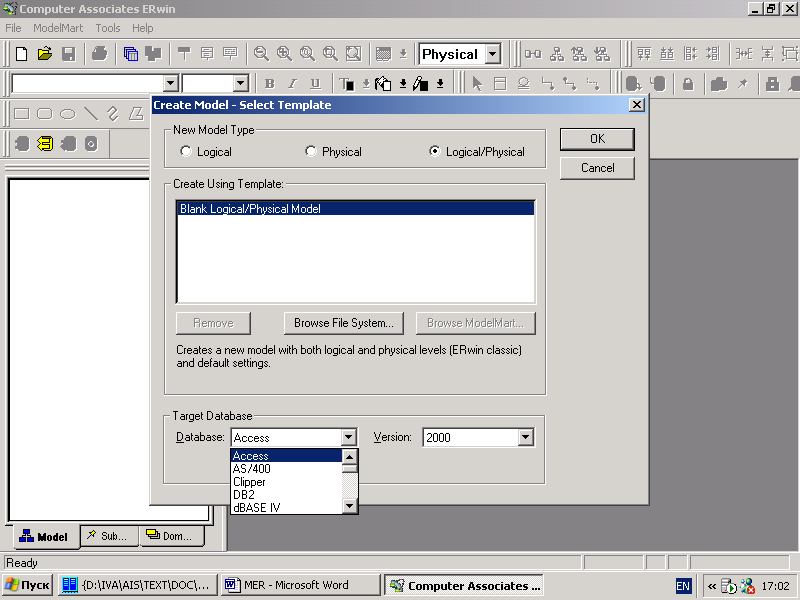 Computer Associates ERwin
File ModelMart Tools Help
Physical
B I U
T
Create Model - Select Template
New Model Type
Logical Physical Logical/Physical
OK
Cancel
Create Using Template:
Blank Logical/Physical Model
Remove Browse File System... Browse ModelMart...
Creates a new model with both logical and physical levels (ERwin classic)
and default settings.
Target Database
Database: Access Version: 2000
Access
AS/400
Clipper
DB2
dBASE IV
Model Sub... Dom...
Ready
Пуск {D:\IVA\AIS\TEXT\DOC\... MER - Microsoft Word Computer Associates ... EN « 17:02